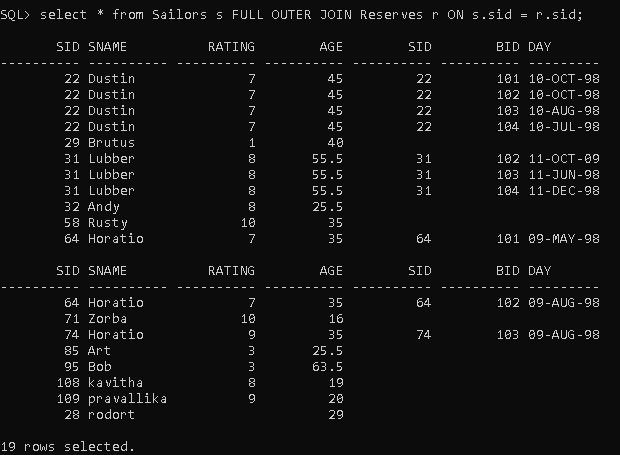 SQL> select * from Sailors s FULL OUTER JOIN Reserves r ON s.sid = r.sid;
SID SNAME RATING AGE SID BID DAY
---------- ---------- ---------- ---------- ---------- ---------- ---------
22 Dustin 7 45 22 101 10-OCT-98
22 Dustin 7 45 22 102 10-OCT-98
22 Dustin 7 45 22 103 10-AUG-98
22 Dustin 7 45 22 104 10-JUL-98
29 Brutus 1 40
31 Lubber 8 55.5 31 102 11-OCT-09
31 Lubber 8 55.5 31 103 11-JUN-98
31 Lubber 8 55.5 31 104 11-DEC-98
32 Andy 8 25.5
58 Rusty 10 35
64 Horatio 7 35 64 101 09-MAY-98
SID SNAME RATING AGE SID BID DAY
---------- ---------- ---------- ---------- ---------- ---------- ---------
64 Horatio 7 35 64 102 09-AUG-98
71 Zorba 10 16
74 Horatio 9 35 74 103 09-AUG-98
85 Art 3 25.5
95 Bob 3 63.5
108 kavitha 8 19
109 pravallika 9 20
28 rodort 29
19 rows selected.